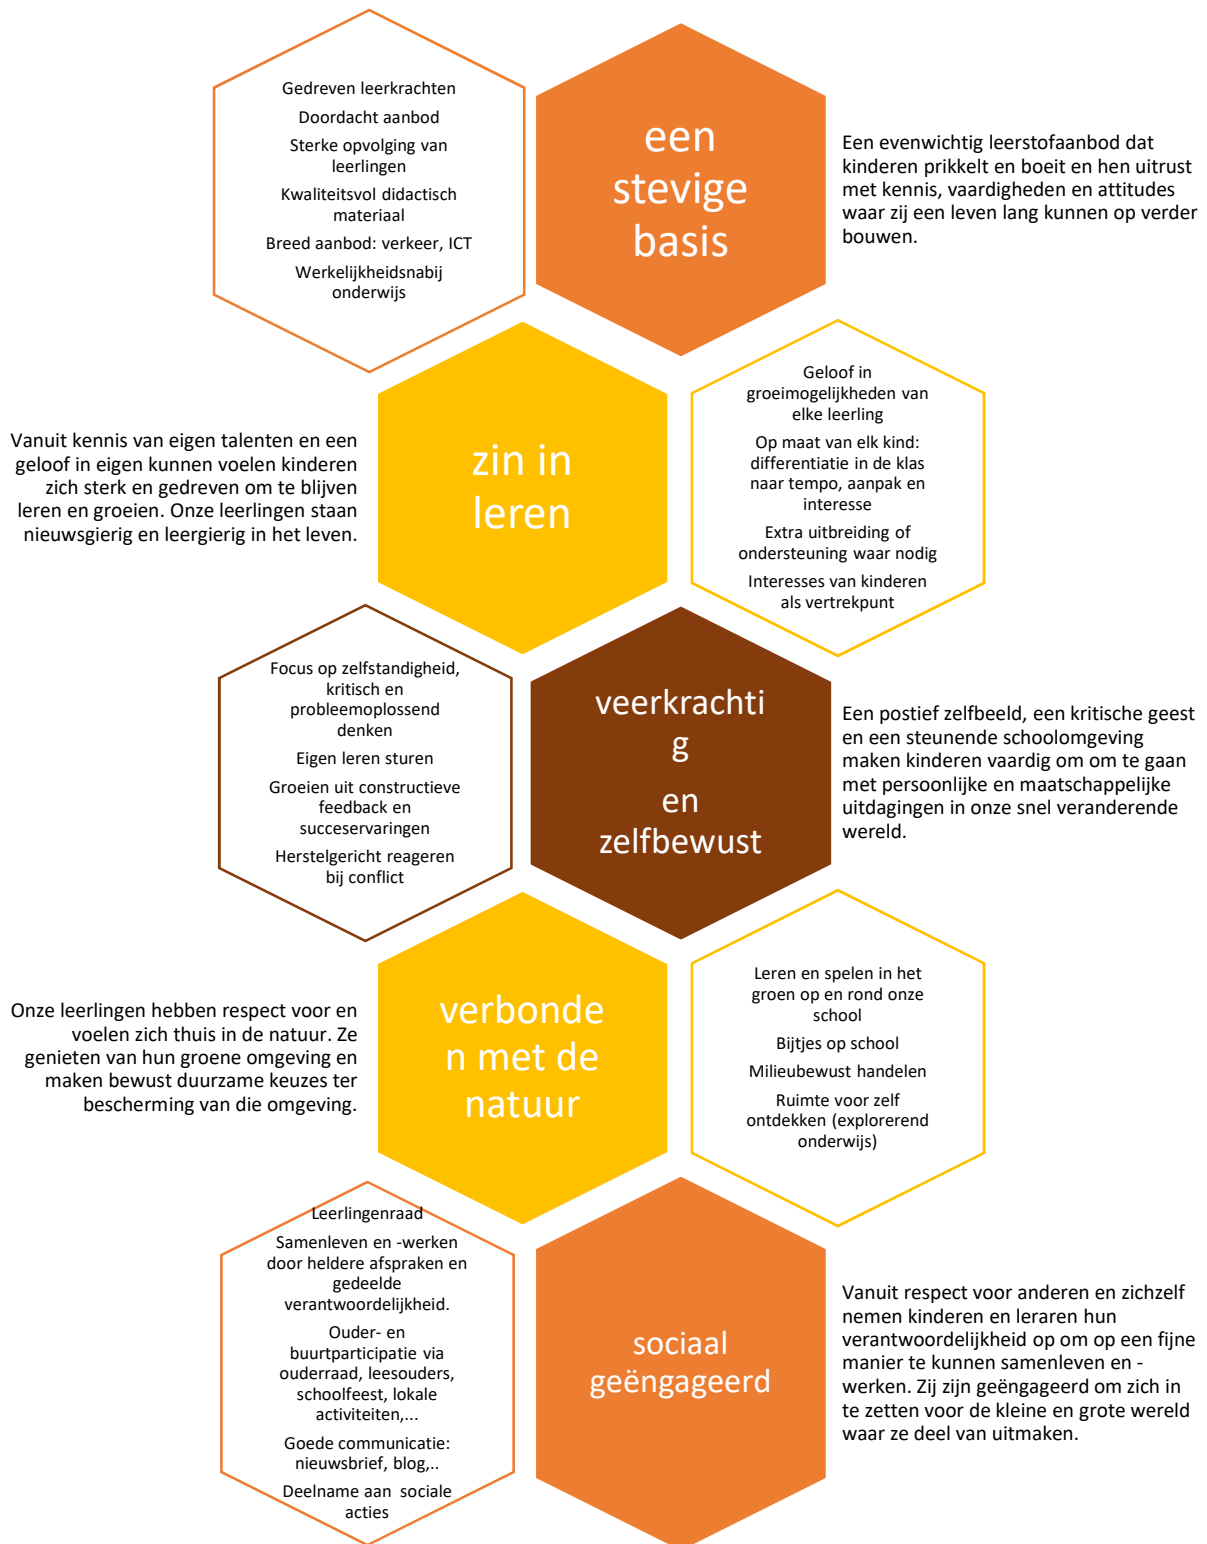 Gedreven leerkrachten
Doordacht aanbod
Sterke opvolging van
leerlingen
Kwaliteitsvol didactisch
materiaal
Breed aanbod: verkeer, ICT
Werkelijkheidsnabij
onderwijs
een
stevige
basis
Een evenwichtig leerstofaanbod dat
kinderen prikkelt en boeit en hen uitrust
met kennis, vaardigheden en attitudes
waar zij een leven lang kunnen op verder
bouwen.
Vanuit kennis van eigen talenten en een
geloof in eigen kunnen voelen kinderen
zich sterk en gedreven om te blijven
leren en groeien. Onze leerlingen staan
nieuwsgierig en leergierig in het leven.
zin in
leren
Geloof in
groeimogelijkheden van
elke leerling
Op maat van elk kind:
differentiatie in de klas
naar tempo, aanpak en
interesse
Extra uitbreiding of
ondersteuning waar nodig
Interesses van kinderen
als vertrekpunt
Focus op zelfstandigheid,
kritisch en
probleemoplossend
denken
Eigen leren sturen
Groeien uit constructieve
feedback en
succeservaringen
Herstelgericht reageren
bij conflict
veerkrachti
g
en
zelfbewust
Een postief zelfbeeld, een kritische geest
en een steunende schoolomgeving
maken kinderen vaardig om om te gaan
met persoonlijke en maatschappelijke
uitdagingen in onze snel veranderende
wereld.
Onze leerlingen hebben respect voor en
voelen zich thuis in de natuur. Ze
genieten van hun groene omgeving en
maken bewust duurzame keuzes ter
bescherming van die omgeving.
verbonde
n met de
natuur
Leren en spelen in het
groen op en rond onze
school
Bijtjes op school
Milieubewust handelen
Ruimte voor zelf
ontdekken (explorerend
onderwijs)
Leerlingenraad
Samenleven en -werken
door heldere afspraken en
gedeelde
verantwoordelijkheid.
Ouder- en
buurtparticipatie via
ouderraad, leesouders,
schoolfeest, lokale
activiteiten,...
Goede communicatie:
nieuwsbrief, blog,..
Deelname aan  sociale
acties
sociaal
geëngageerd
Vanuit respect voor anderen en zichzelf
nemen kinderen en leraren hun
verantwoordelijkheid op om op een fijne
manier te kunnen samenleven en -
werken. Zij zijn geëngageerd om zich in
te zetten voor de kleine en grote wereld
waar ze deel van uitmaken.